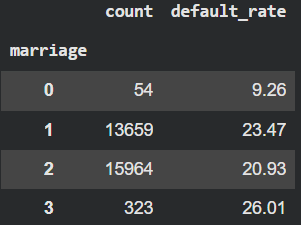 count default_rate
marriage
0 54 9.26
1 13659 23.47
2 15964 20.93
3 323 26.01